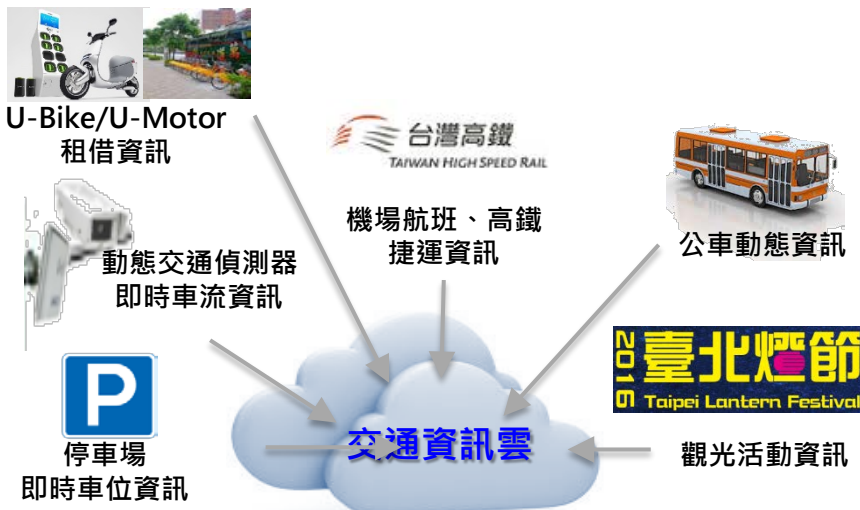 U-Bike/U-Motor
租借資訊
台灣高鐵
TAIWAN HIGH SPEED RAIL
機場航班、高鐵
捷運資訊
公車動態資訊
動態交通偵測器
即時車流資訊
2016
臺北燈節
Taipei Lantern Festival
P
停車場
即時車位資訊
交通資訊雲
觀光活動資訊